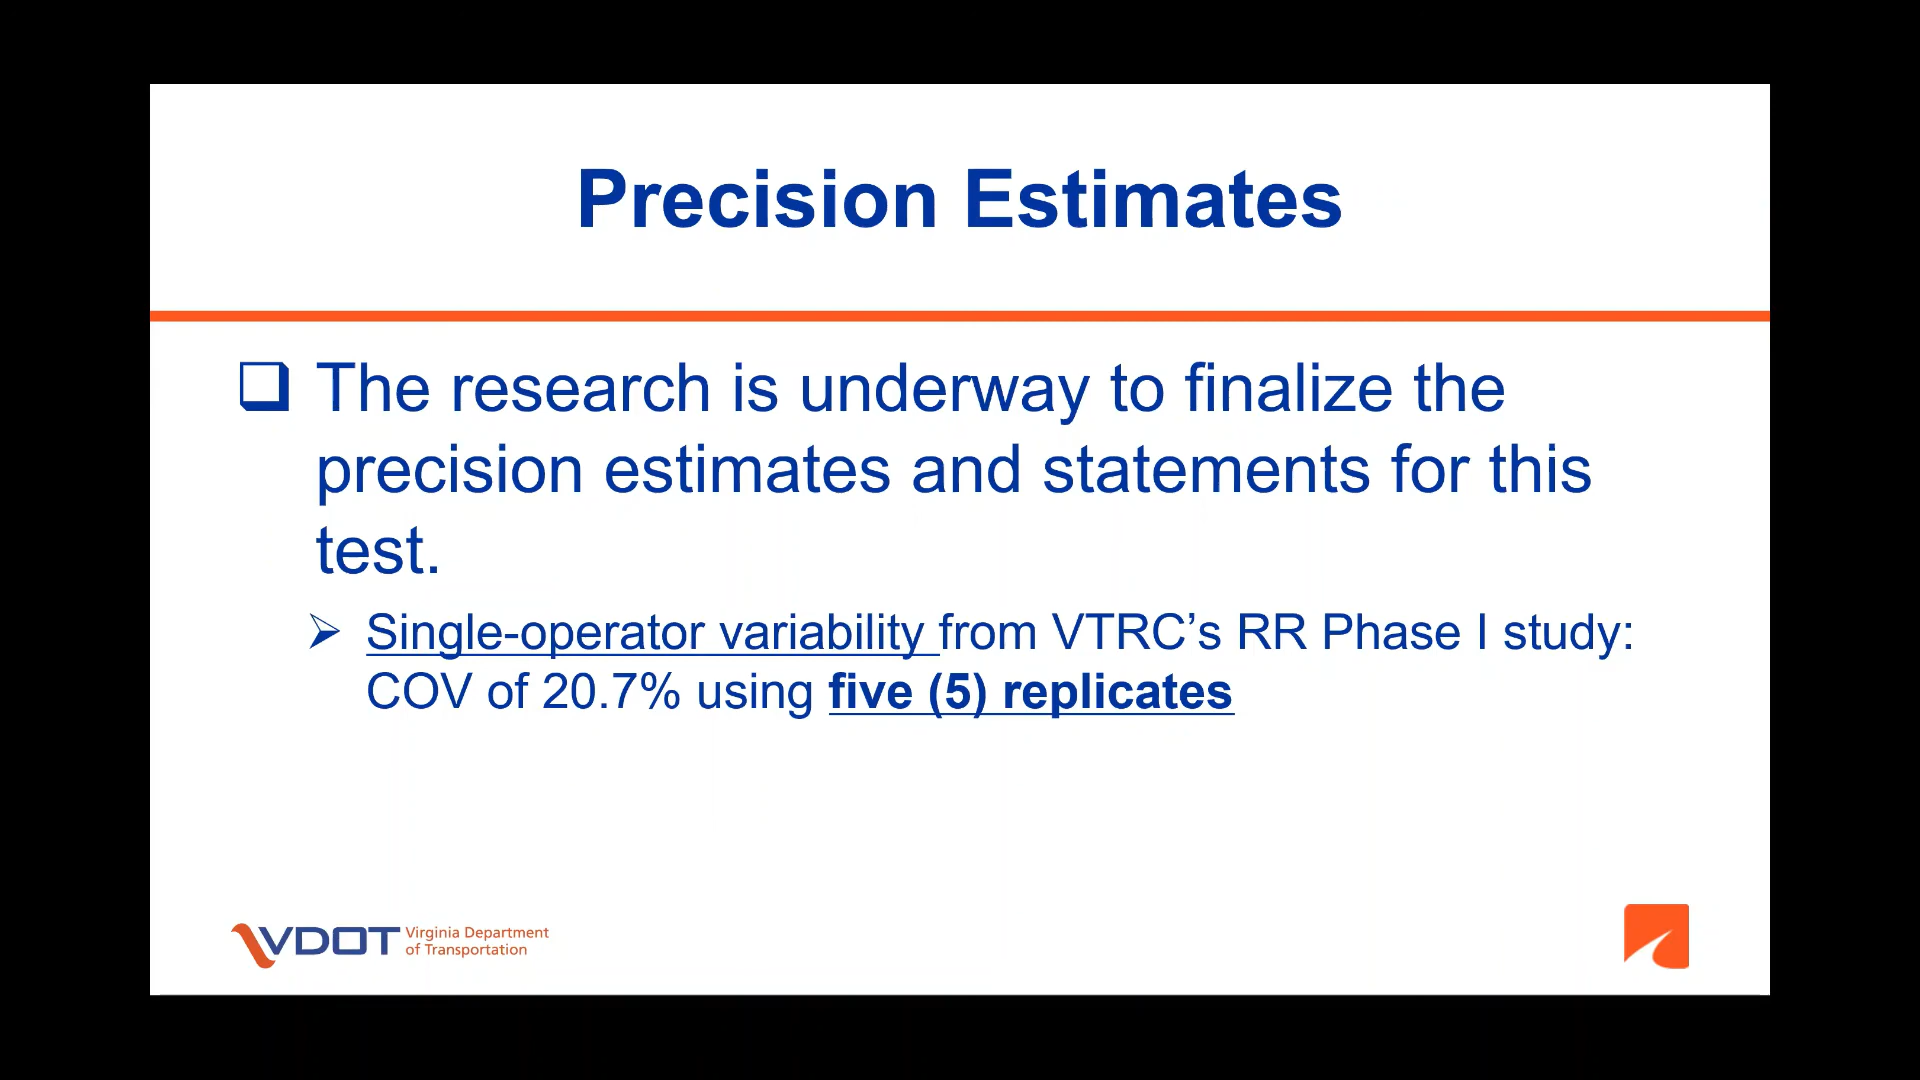 Precision Estimates
The research is underway to finalize the
precision estimates and statements for this
test.
Single-operator variability from VTRC’s RR Phase I study:
COV of 20.7% using five (5) replicates
VDOT Virginia Department
of Transportation